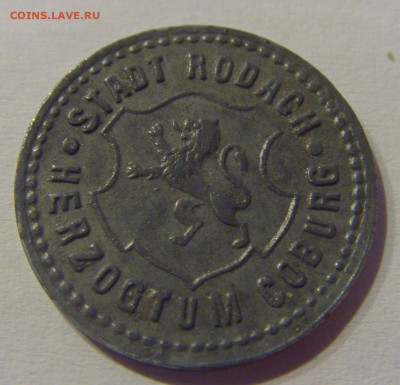 COINS.LAVE.RU
• STADT RODACH •
HERZOGTUM COBURG